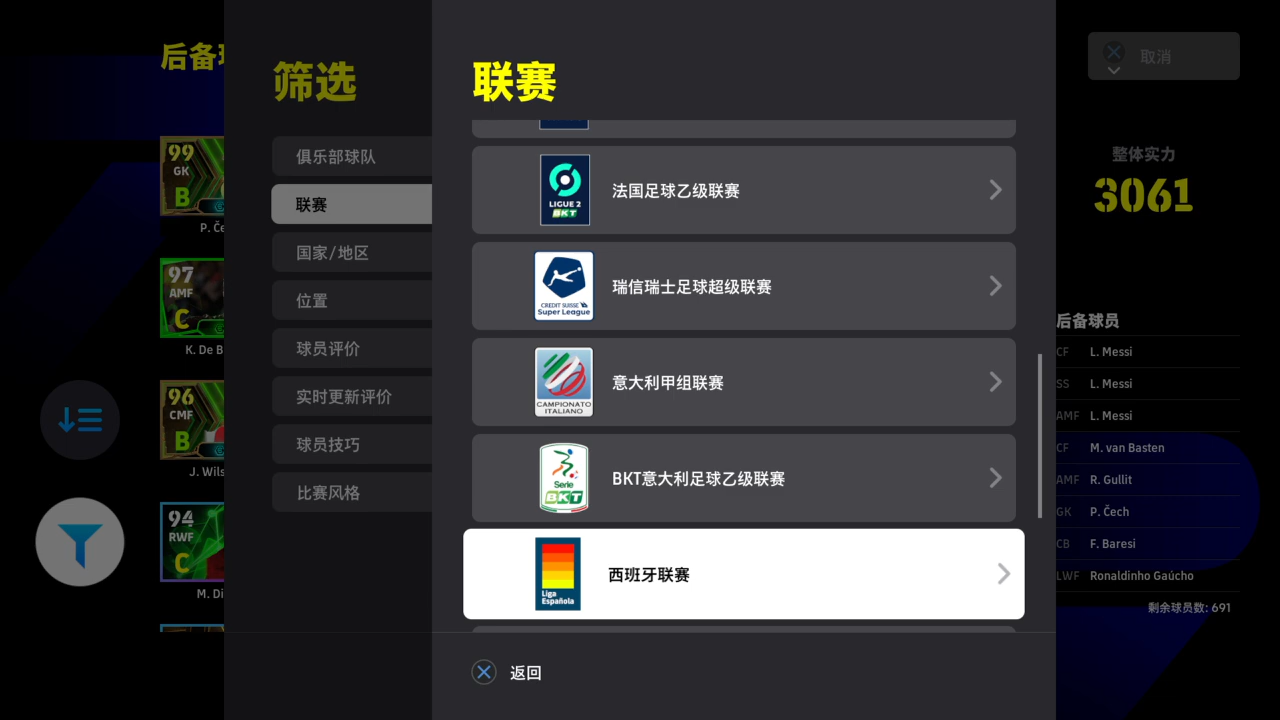 后备球
筛选
联赛
取消
俱乐部球队
联赛
国家/地区
位置
球员评价
实时更新评价
球员技巧
比赛风格
99
GK
B
P. Če
97
AMF
C
K. De B
96
CMF
B
J. Wils
94
RWF
C
M. Di
LIGUE 2
BKT
法国足球乙级联赛
CREDIT SUISSE
Super League
瑞信瑞士足球超级联赛
CAMPIONATO
ITALIANO
意大利甲组联赛
Serie
BKT
BKT意大利足球乙级联赛
Liga
Española
西班牙联赛
返回
整体实力
3061
后备球员
CF L. Messi
SS L. Messi
AMF L. Messi
CF M. van Basten
AMF R. Gullit
GK P. Čech
CB F. Baresi
LWF Ronaldinho Gaúcho
剩余球员数: 691